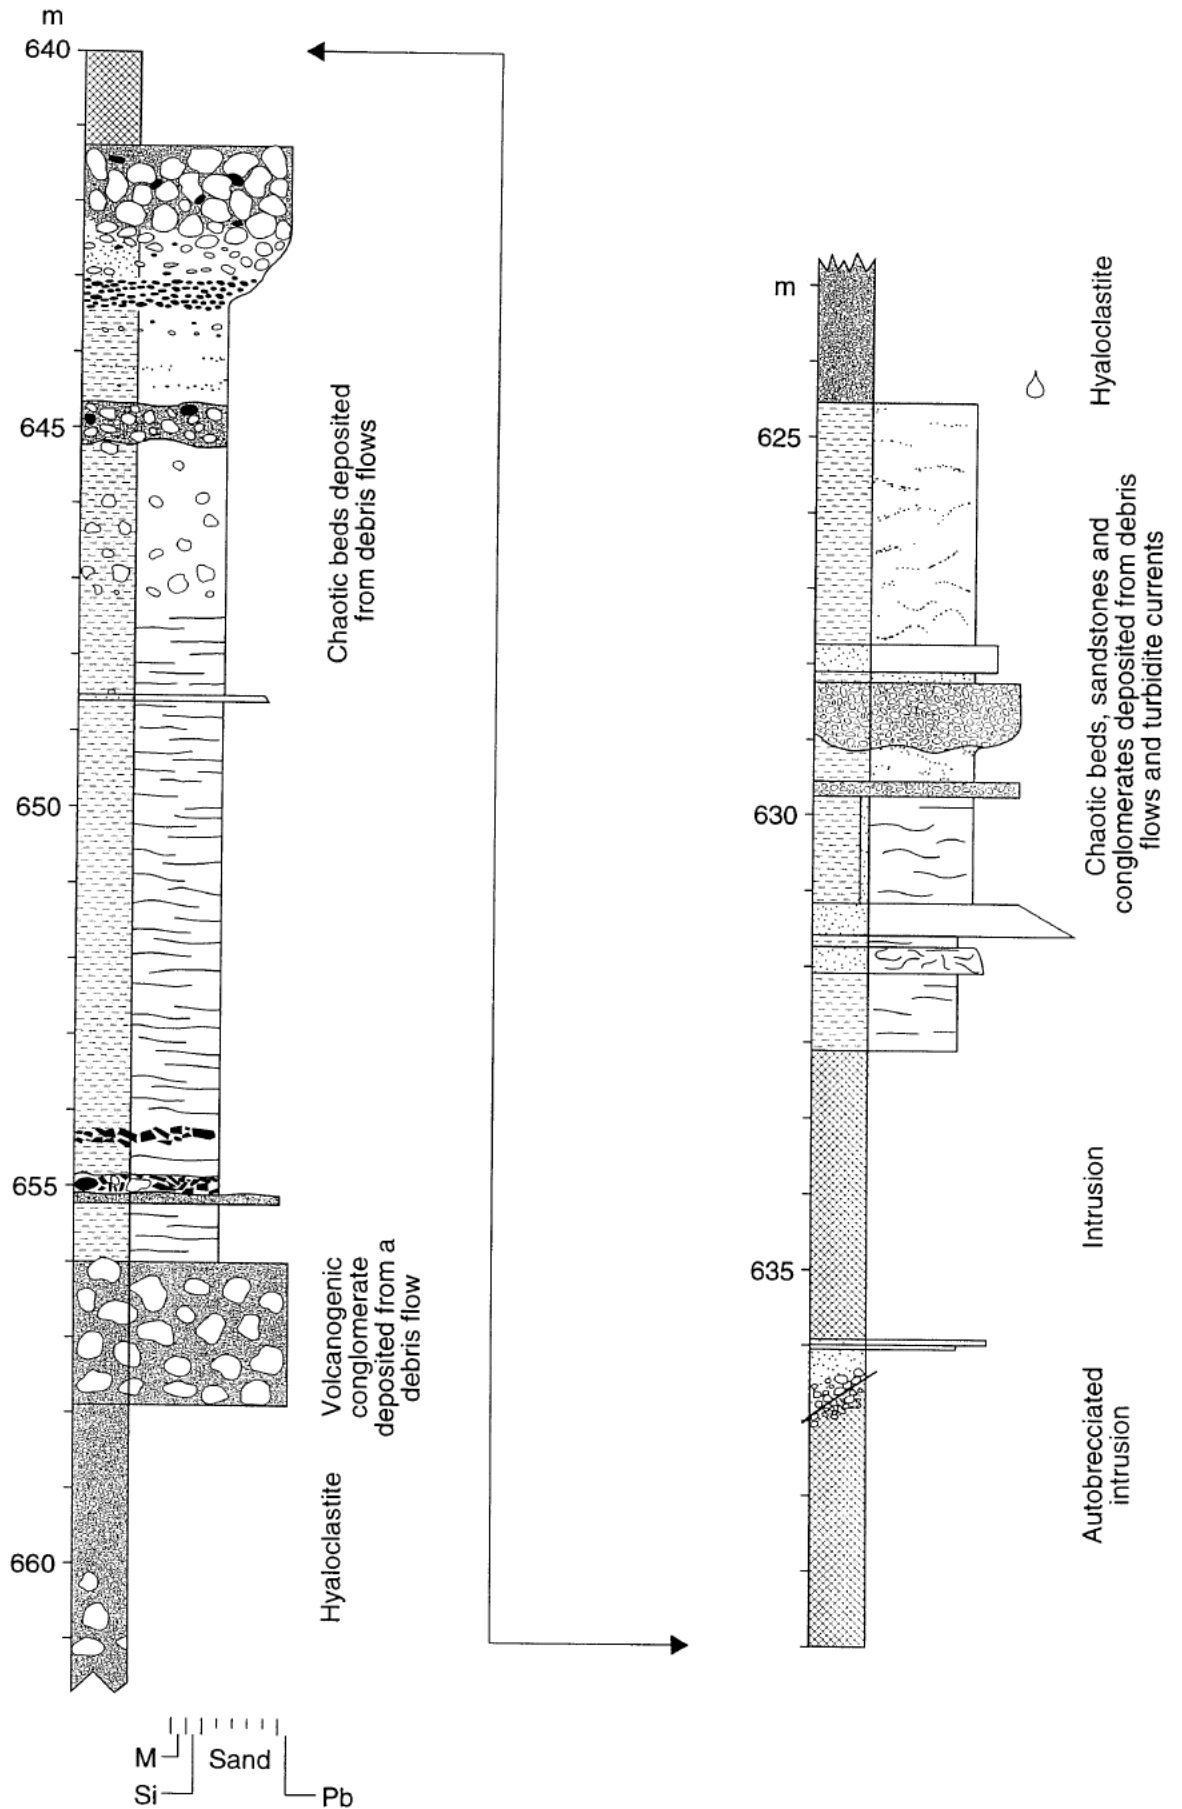 m
640
645
650
655
660
Chaotic beds deposited
from debris flows
Volcanogenic
conglomerate
deposited from a
debris flow
Hyaloclastite
M
Si
Sand
Pb
m
625
630
635
Hyaloclastite
Chaotic beds, sandstones and
conglomerates deposited from debris
flows and turbidite currents
Intrusion
Autobrecciated
intrusion
R